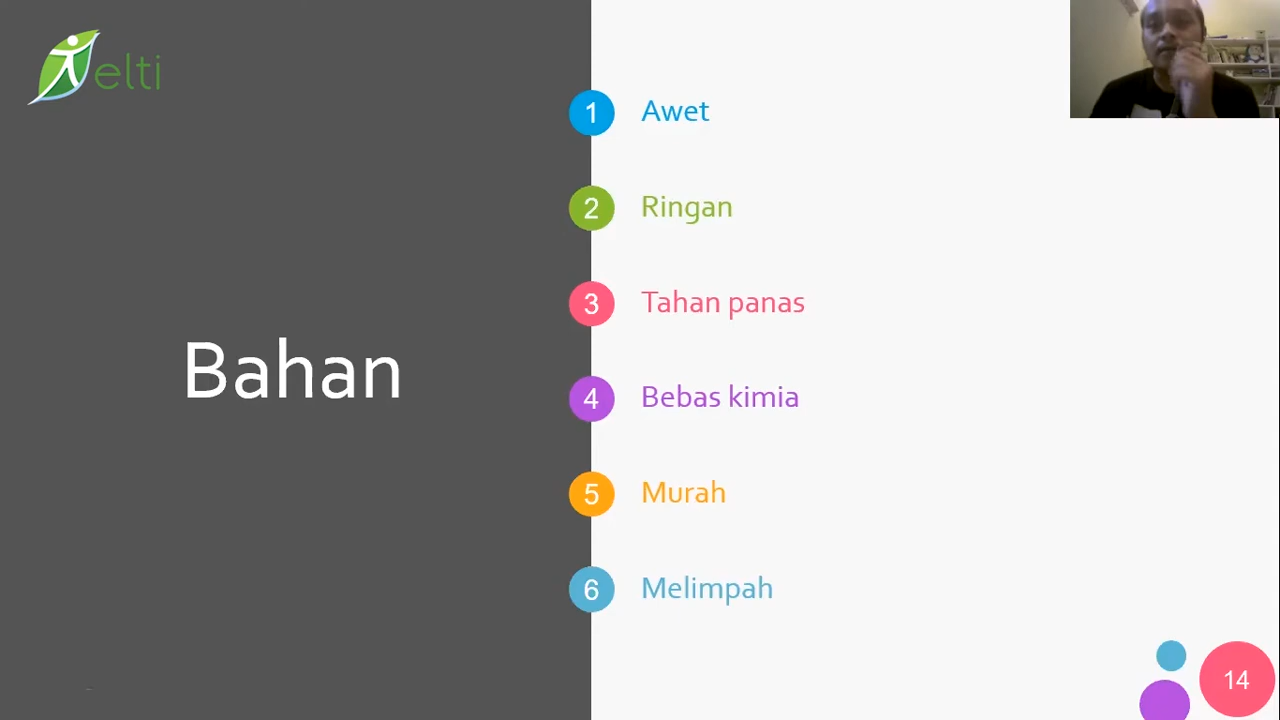 elti
Bahan
1 Awet
2 Ringan
3 Tahan panas
4 Bebas kimia
5 Murah
6 Melimpah
14